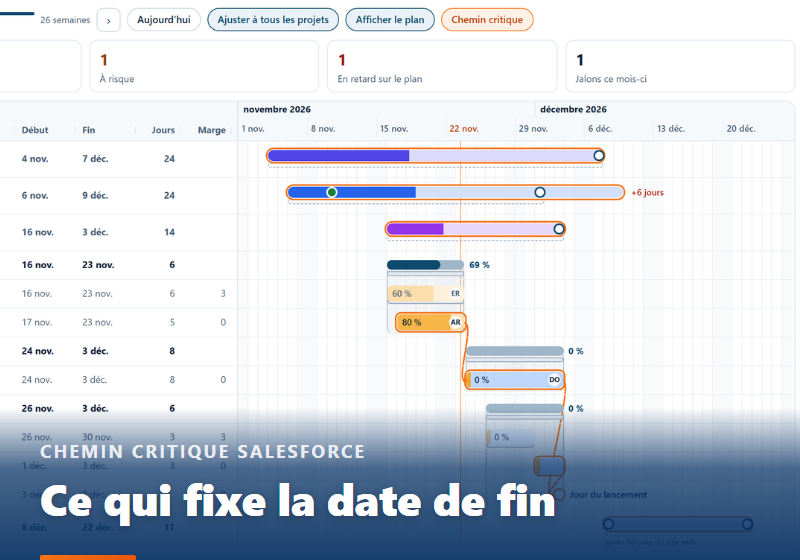 26 semaines › Aujourd'hui Ajuster à tous les projets Afficher le plan Chemin critique
1 1 1
À risque En retard sur le plan Jalons ce mois-ci
novembre 2026 décembre 2026
Début Fin Jours Marge 1 nov. 8 nov. 15 nov. 22 nov. 29 nov. 6 déc. 13 déc. 20 déc.
4 nov. 7 déc. 24
6 nov. 9 déc. 24 +6 jours
16 nov. 3 déc. 14
16 nov. 23 nov. 6 69 %
16 nov. 23 nov. 6 3 60 % ER
17 nov. 23 nov. 5 0 80 % AR
24 nov. 3 déc. 8 0 %
24 nov. 3 déc. 8 0 0 % DO
26 nov. 3 déc. 6 0 %
26 nov. 30 nov. 3 3 0 %
CHEMIN CRITIQUE SALESFORCE
1 déc. 3 déc. 3 0
Ce qui fixe la date de fin
Jour du lancement
8 déc. 22 déc. 11